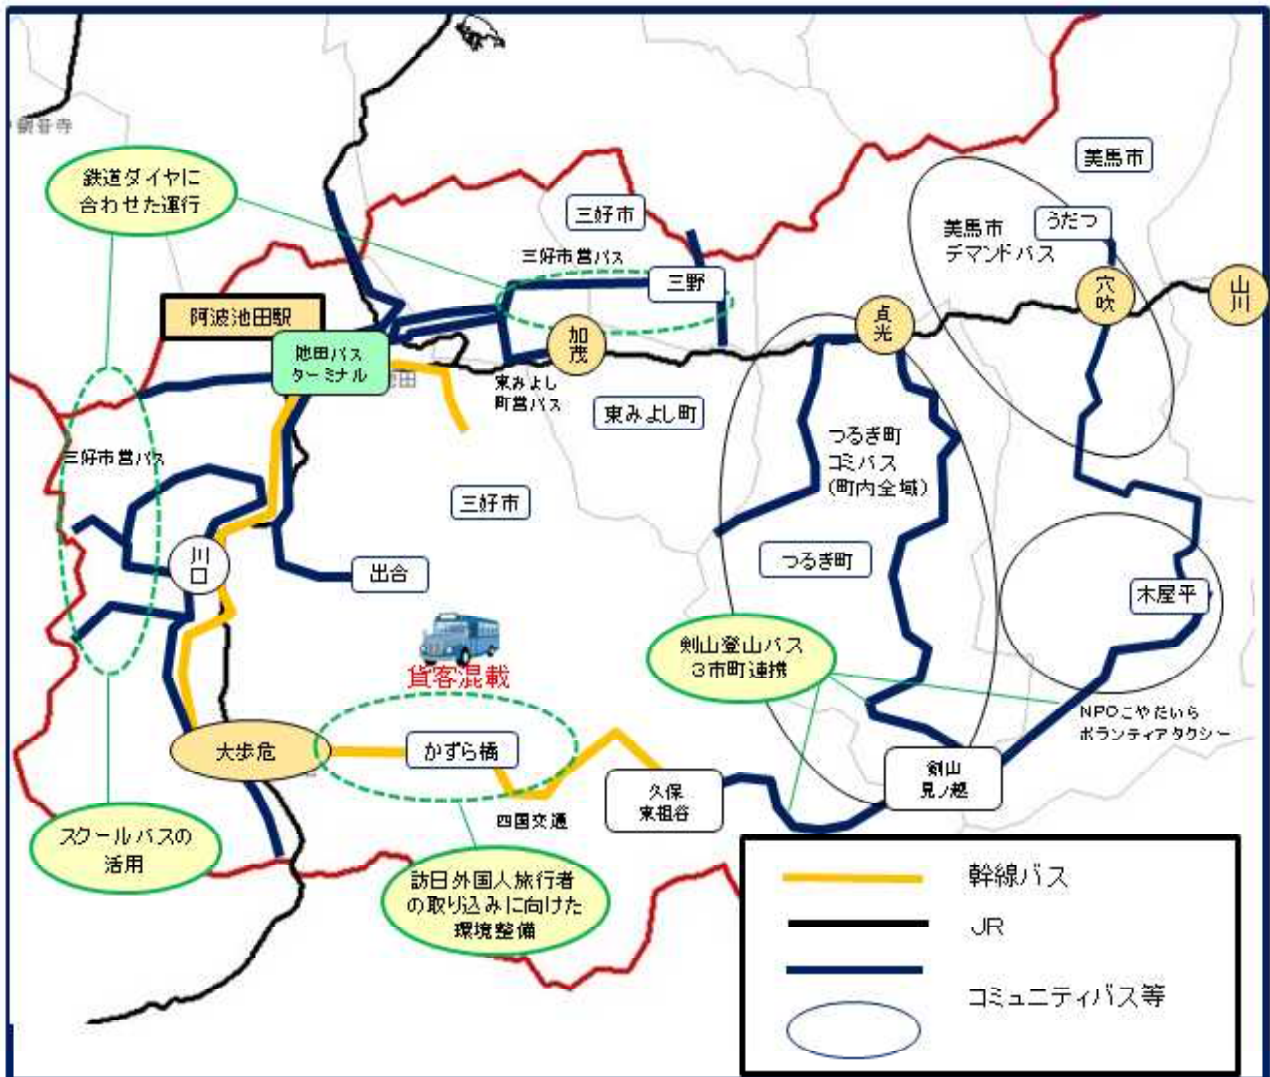 観音寺
鉄道ダイヤに
合わせた運行
美馬市
三好市
うだつ
美馬市
デマンドバス
三好市営バス
三野
穴吹
山川
阿波池田駅
貞光
加茂
池田バス
ターミナル
東みよし
町営バス
東みよし町
つるぎ町
コミバス
(町内全域)
三好市営バス
三好市
川口
出合
つるぎ町
木屋平
剣山登山バス
3市町連携
貨客混載
NPOこやだいら
ボランティアタクシー
大歩危
かずら橋
剣山
見ノ越
久保
東祖谷
四国交通
スクールバスの
活用
訪日外国人旅行者
の取り込みに向けた
環境整備
幹線バス
JR
コミュニティバス等